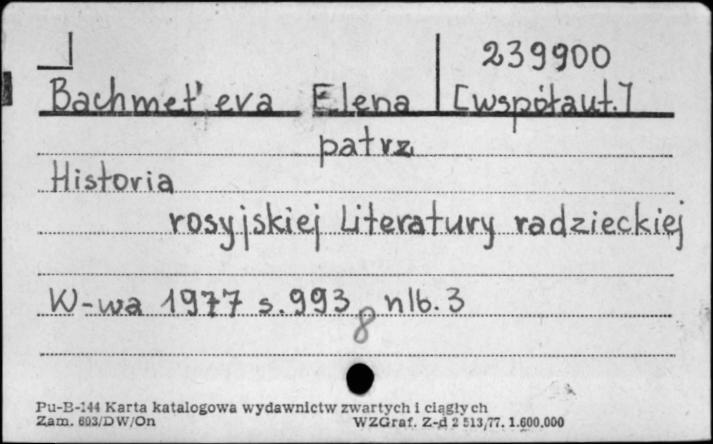 239900
Bachmet'eva Elena [współaut.]
patrz
Historia
rosyjskiej literatury radzieckiej
W-wa 1977 s. 993, nlb. 3
8
Pu-B-144 Karta katalogowa wydawnictw zwartych i ciągłych
Zam. 693/DW/On WZGraf. Z-d 2 513/77. 1.600.000